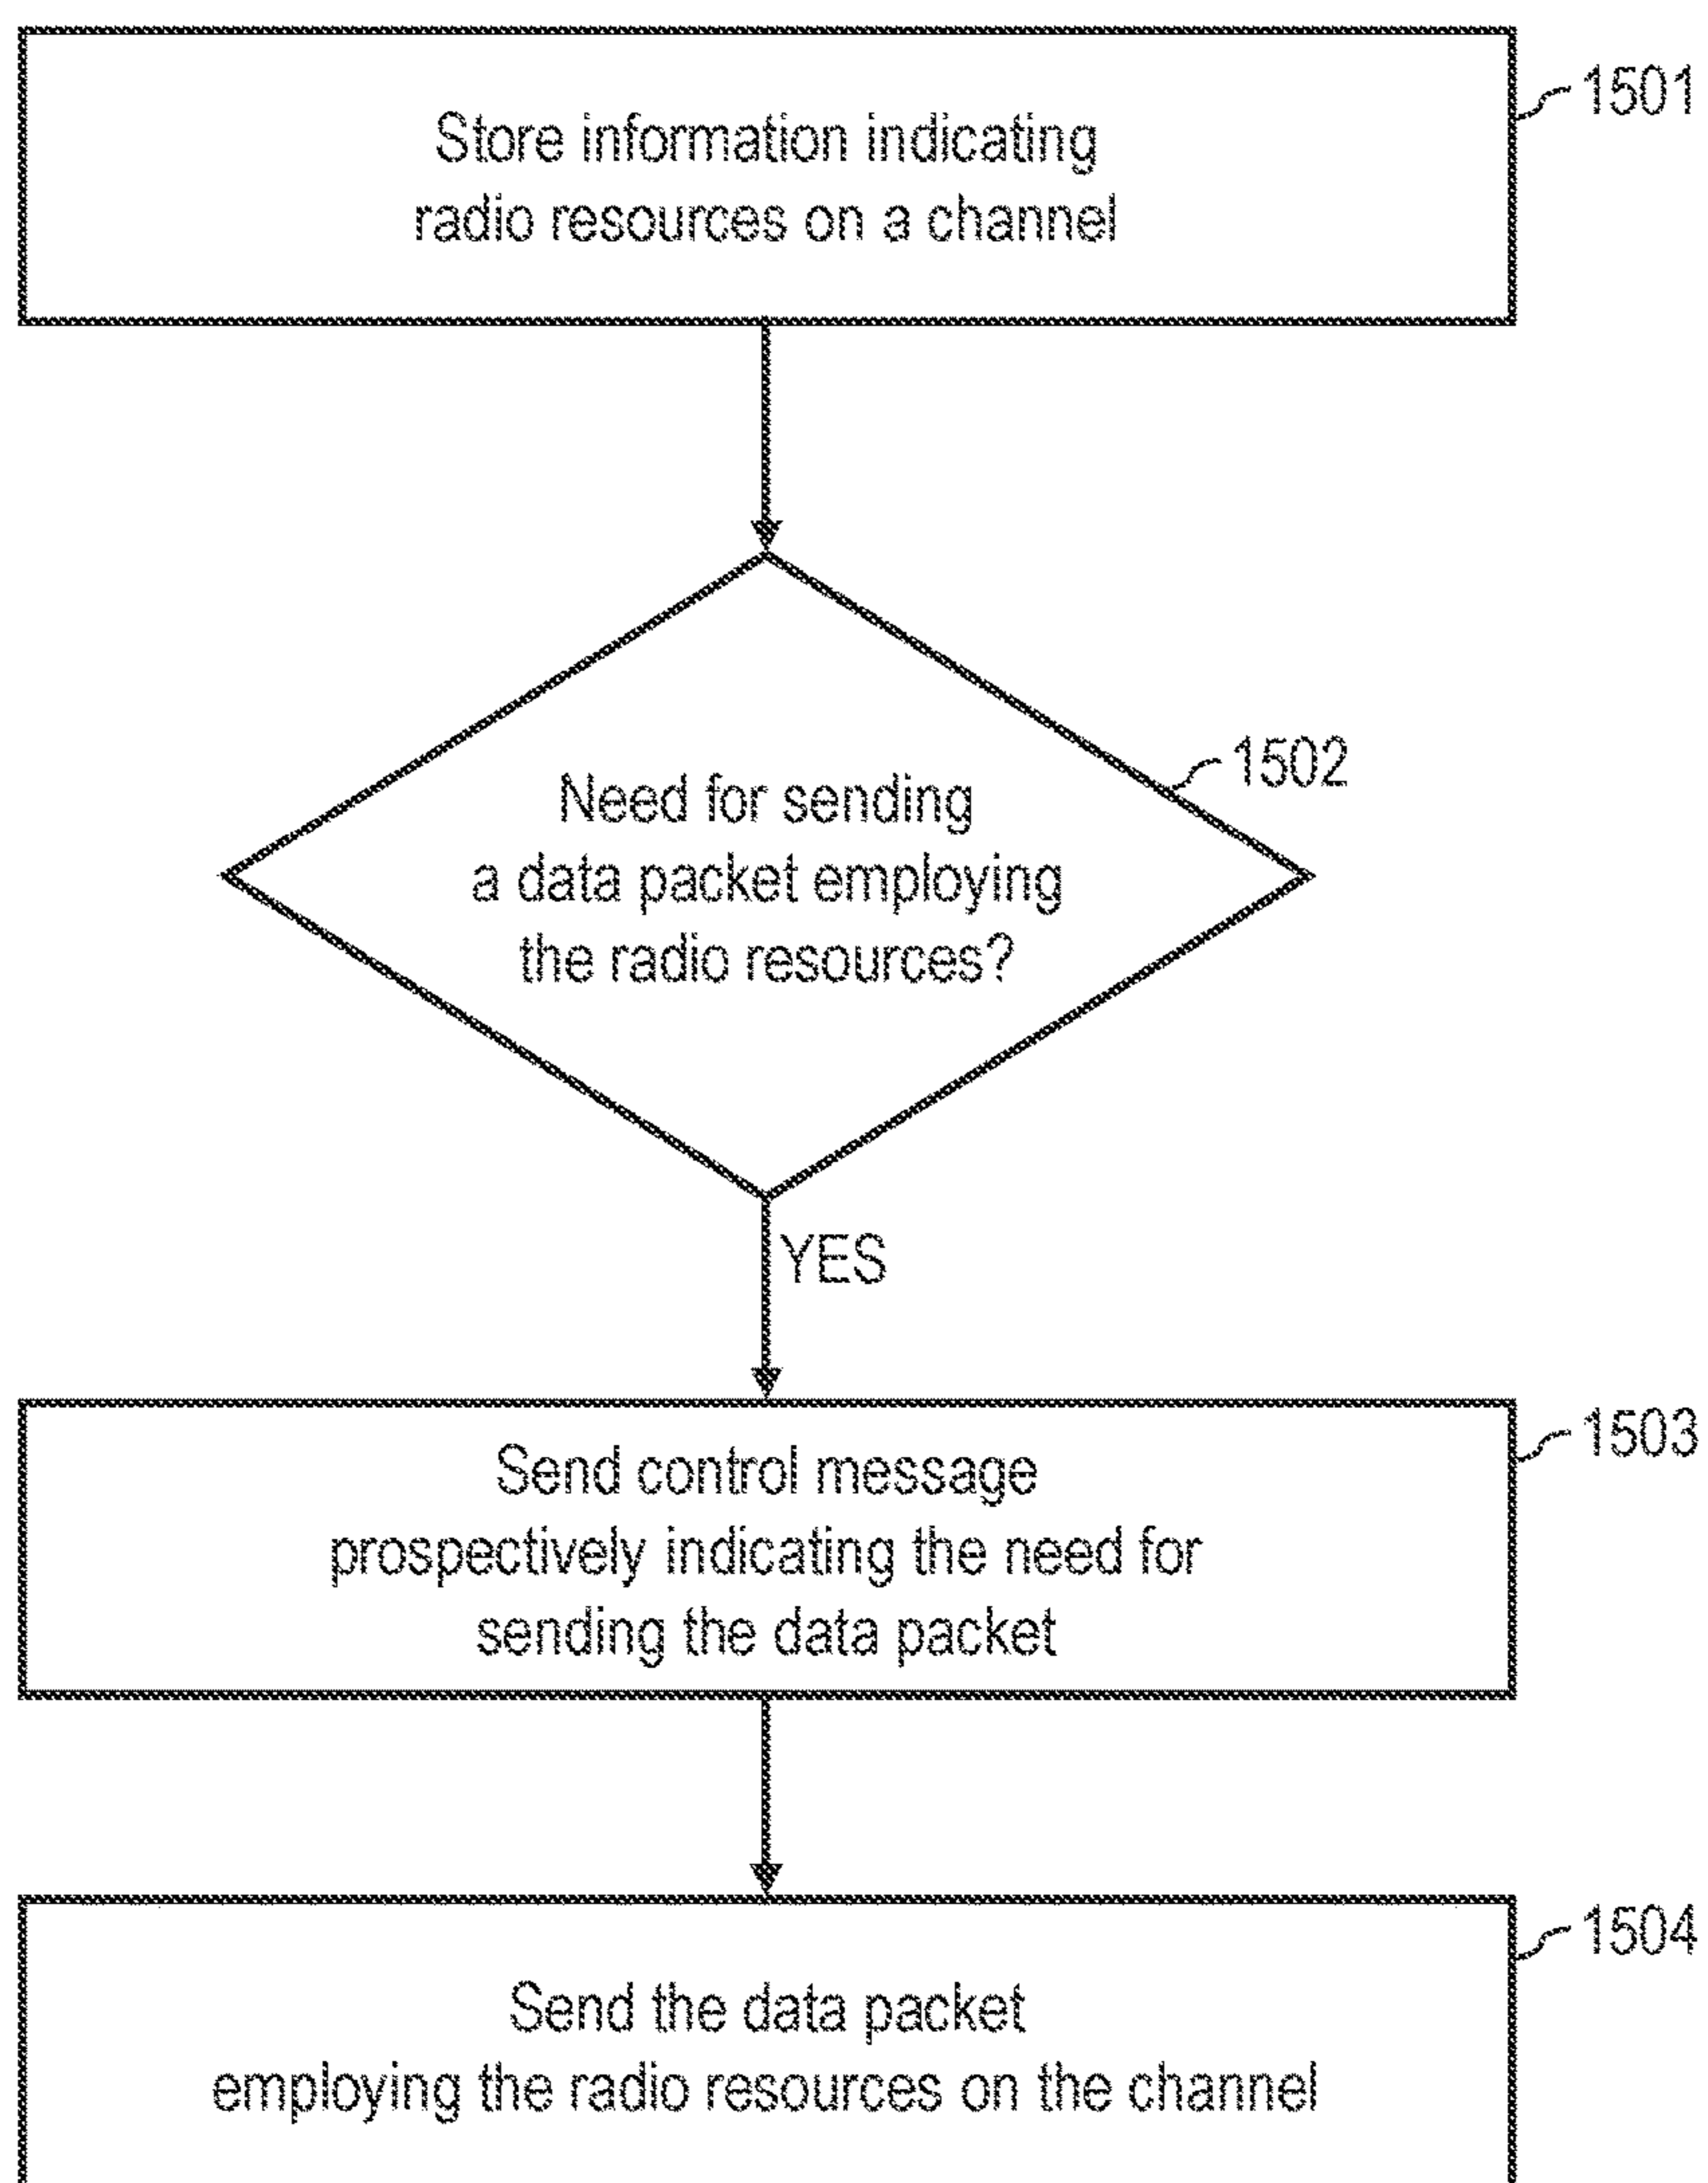 Store information indicating
radio resources on a channel
1501
Need for sending
a data packet employing
the radio resources?
1502
YES
Send control message
prospectively indicating the need for
sending the data packet
1503
Send the data packet
employing the radio resources on the channel
1504